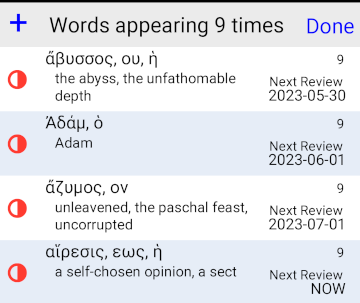 + Words appearing 9 times Done
ἄβυσσος, ου, ἡ 9
the abyss, the unfathomable
depth
Next Review
2023-05-30
Ἀδάμ, ὁ 9
Adam
Next Review
2023-06-01
ἄζυμος, ον 9
unleavened, the paschal feast,
uncorrupted
Next Review
2023-07-01
αἵρεσις, εως, ἡ 9
a self-chosen opinion, a sect
Next Review
NOW